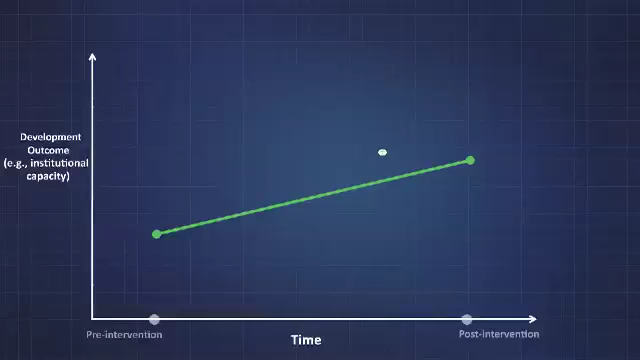 Development
Outcome
(e.g., institutional
capacity)
Pre-intervention
Time
Post-intervention